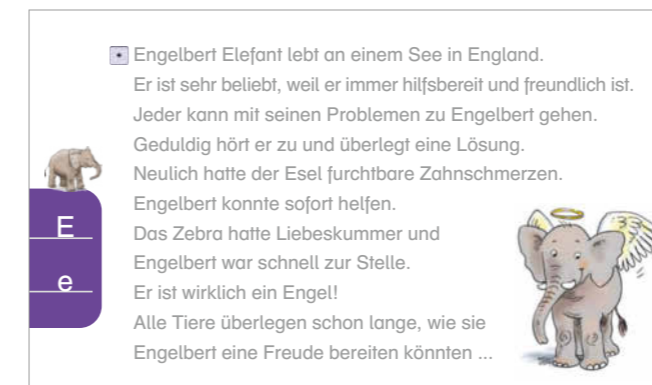 Engelbert Elefant lebt an einem See in England.
Er ist sehr beliebt, weil er immer hilfsbereit und freundlich ist.
Jeder kann mit seinen Problemen zu Engelbert gehen.
Geduldig hört er zu und überlegt eine Lösung.
Neulich hatte der Esel furchtbare Zahnschmerzen.
Engelbert konnte sofort helfen.
Das Zebra hatte Liebeskummer und
Engelbert war schnell zur Stelle.
Er ist wirklich ein Engel!
Alle Tiere überlegen schon lange, wie sie
Engelbert eine Freude bereiten könnten ...
E
e